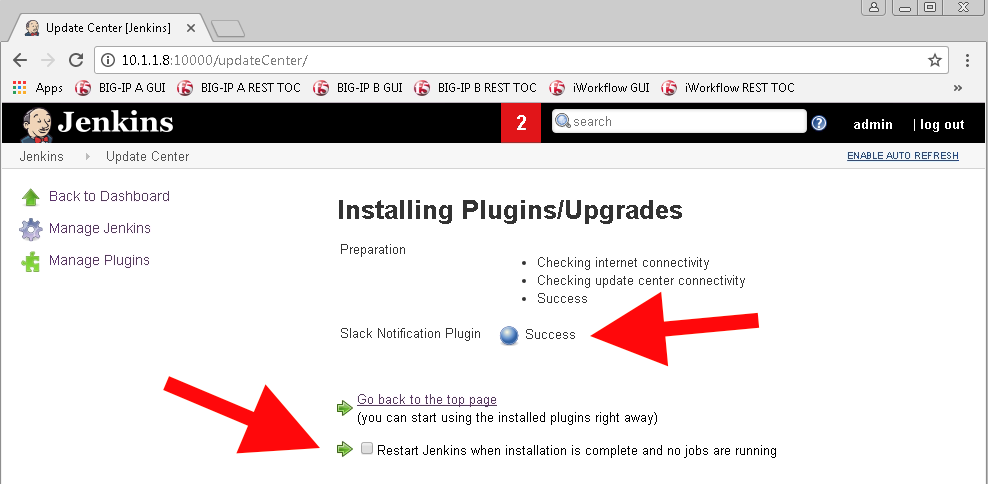 Update Center [Jenkins]
10.1.1.8:10000/updateCenter/
Apps BIG-IP A GUI BIG-IP A REST TOC BIG-IP B GUI BIG-IP B REST TOC iWorkflow GUI iWorkflow REST TOC »
Jenkins 2 search ? admin | log out
Jenkins Update Center ENABLE AUTO REFRESH
Back to Dashboard
Manage Jenkins
Manage Plugins
Installing Plugins/Upgrades
Preparation
• Checking internet connectivity
• Checking update center connectivity
• Success
Slack Notification Plugin Success
Go back to the top page
(you can start using the installed plugins right away)
Restart Jenkins when installation is complete and no jobs are running